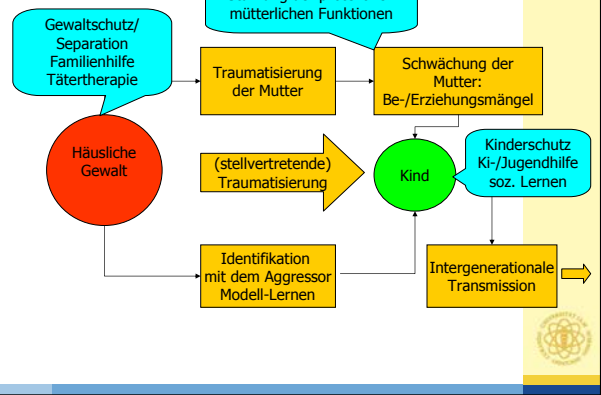 mütterlichen Funktionen
Gewaltschutz/
Separation
Familienhilfe
Tätertherapie
Traumatisierung
der Mutter
Schwächung der
Mutter:
Be-/Erziehungsmängel
Häusliche
Gewalt
(stellvertretende)
Traumatisierung
Kind
Kinderschutz
Ki-/Jugendhilfe
soz. Lernen
Identifikation
mit dem Aggressor
Modell-Lernen
Intergenerationale
Transmission